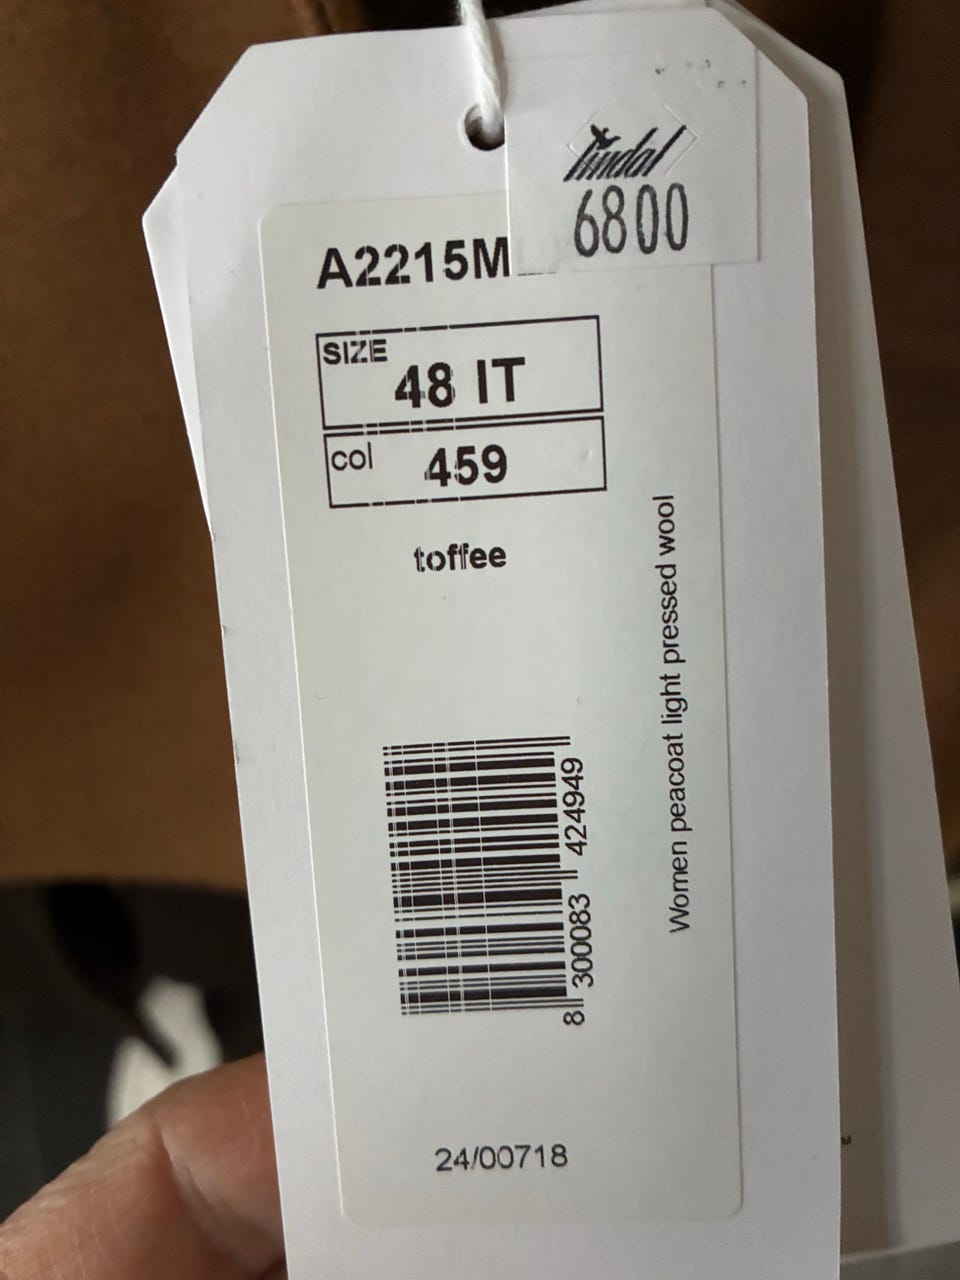 lindal
6800
A2215M
SIZE
48 IT
col
459
toffee
Women peacoat light pressed wool
8 300083 424949
24/00718